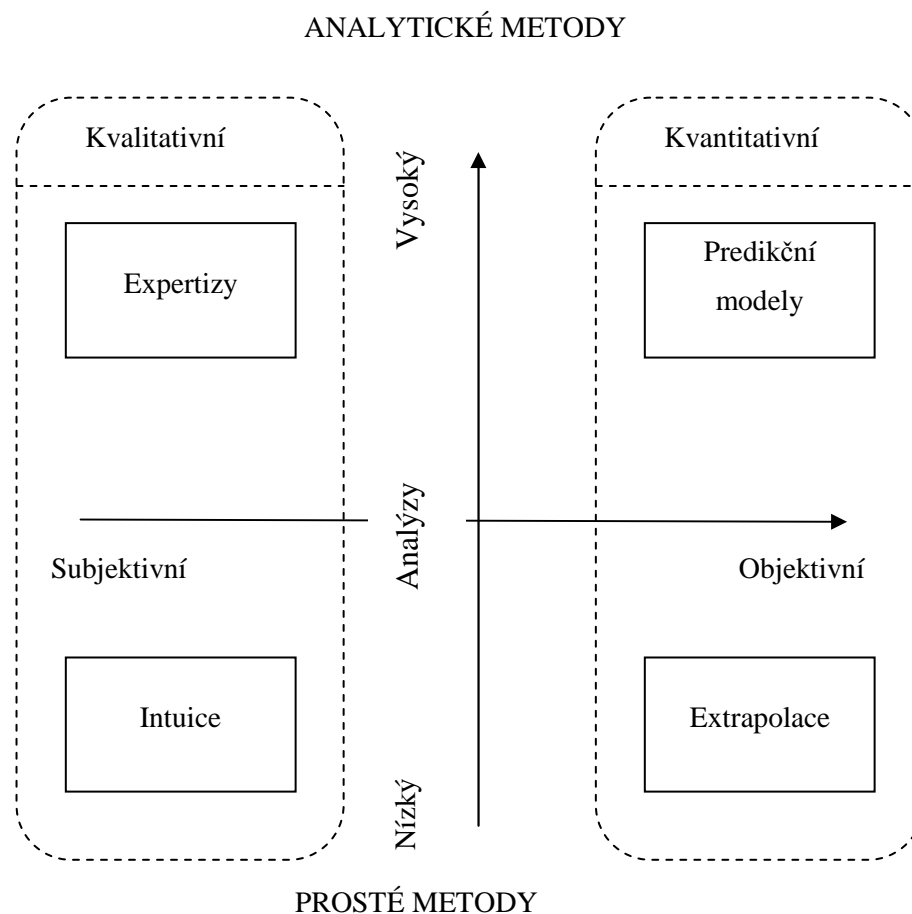 ANALYTICKÉ METODY
Kvalitativní
Kvantitativní
Vysoký
Expertizy
Predikční
modely
Analýzy
Subjektivní
Objektivní
Intuice
Extrapolace
Nízký
PROSTÉ METODY